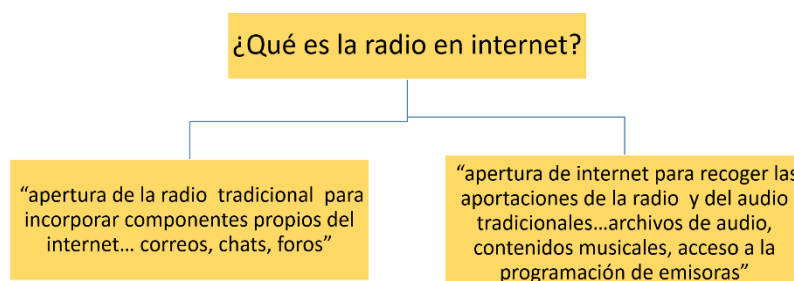 ¿Qué es la radio en internet?
“apertura de la radio tradicional para
incorporar componentes propios del
internet... correos, chats, foros”
“apertura de internet para recoger las
aportaciones de la radio y del audio
tradicionales...archivos de audio,
contenidos musicales, acceso a la
programación de emisoras”